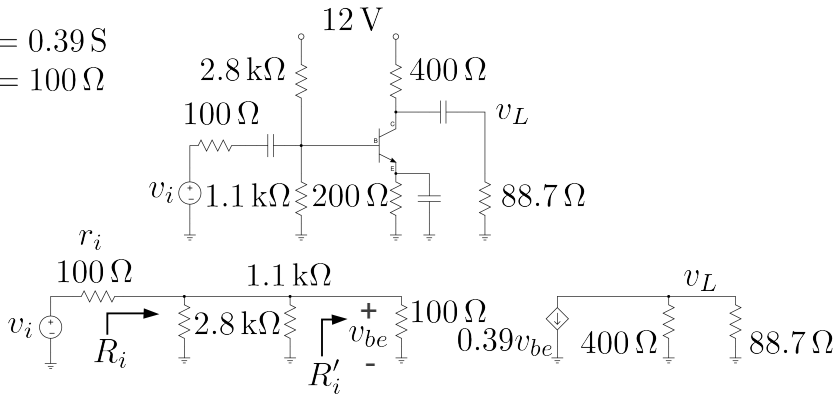 12 V
= 0.39 S
2.8 kΩ 400 Ω
= 100 Ω
100 Ω
C
v_L
B
E
v_i + - 1.1 kΩ 200 Ω 88.7 Ω
r_i
100 Ω 1.1 kΩ v_L
v_i + - 2.8 kΩ + v_be - 100 Ω 0.39v_be 400 Ω 88.7 Ω
R_i R'_i